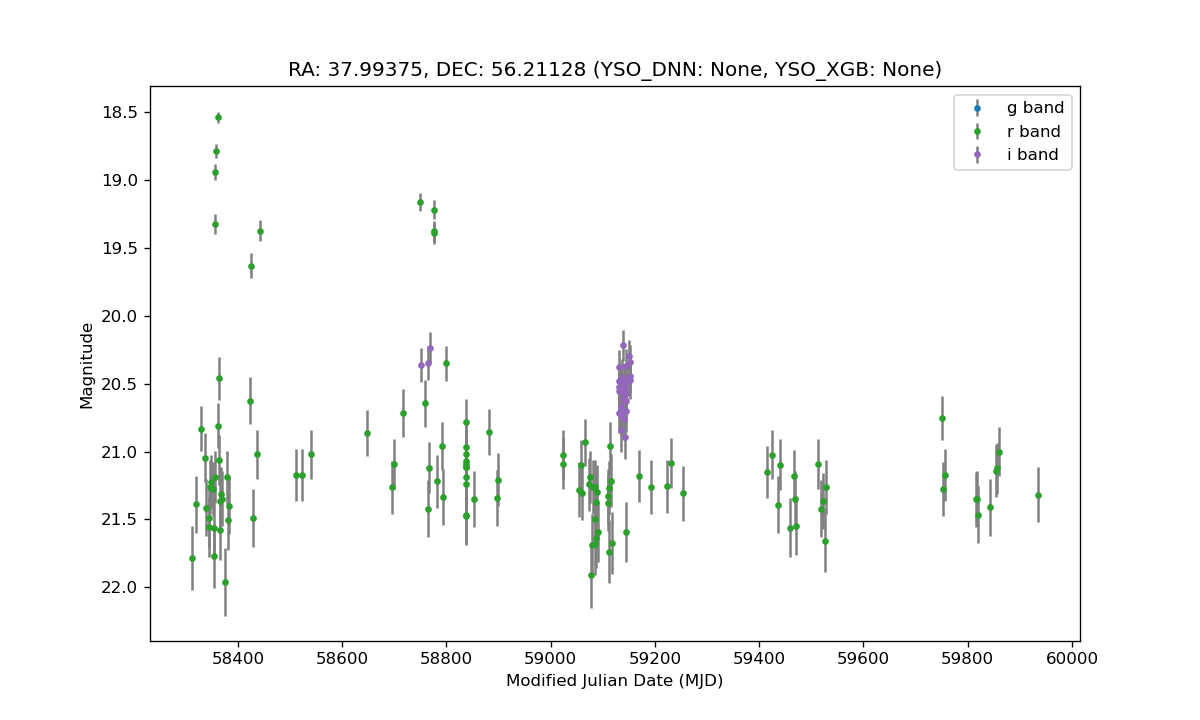 RA: 37.99375, DEC: 56.21128 (YSO_DNN: None, YSO_XGB: None)
g band
r band
i band
18.5
19.0
19.5
20.0
20.5
21.0
21.5
22.0
Magnitude
58400 58600 58800 59000 59200 59400 59600 59800 60000
Modified Julian Date (MJD)